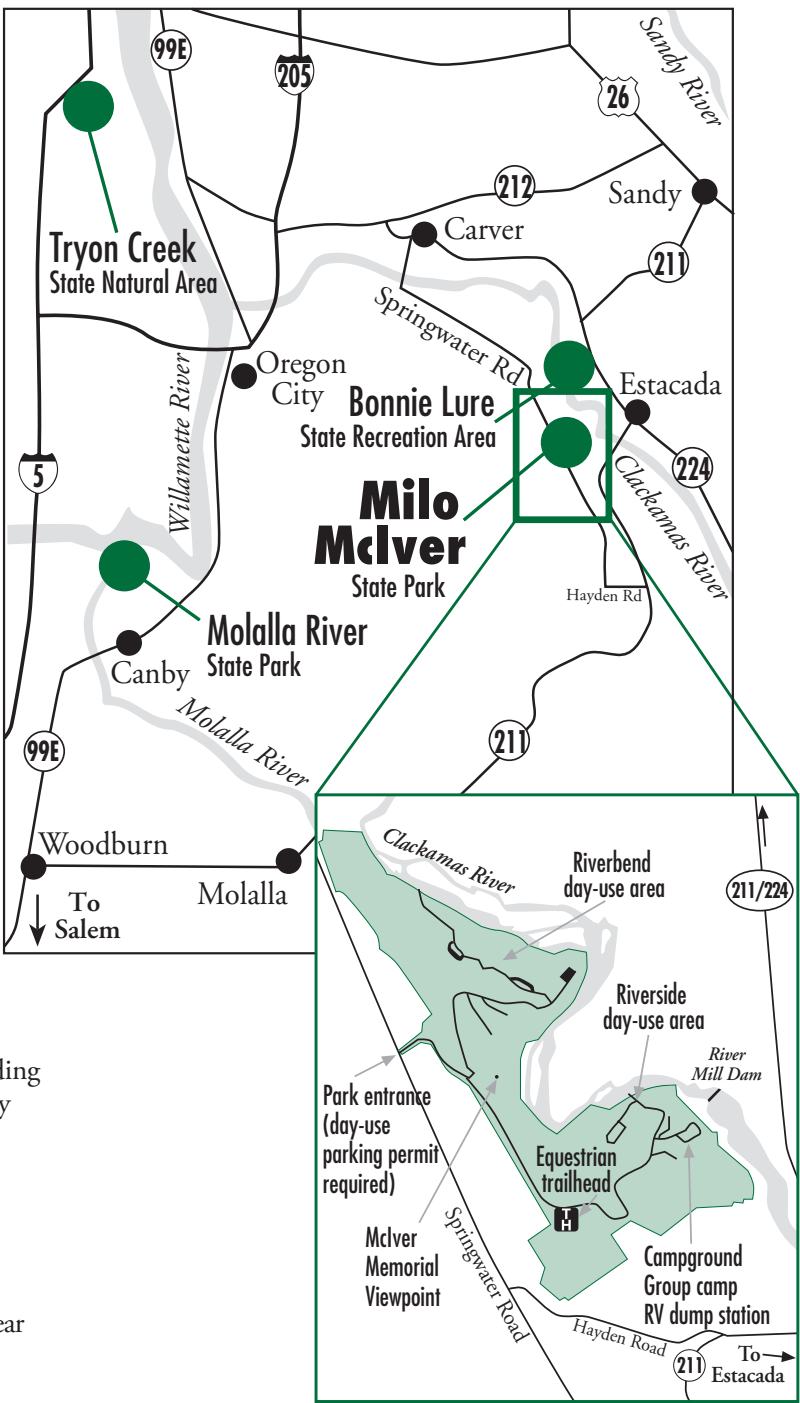 99E
205
26
Sandy River
212
Sandy
Carver
211
Tryon Creek
State Natural Area
Springwater Rd
Willamette River
Oregon
City
Bonnie Lure
State Recreation Area
Estacada
5
224
Milo
McIver
State Park
Clackamas River
Hayden Rd
Molalla River
State Park
Canby
Molalla River
99E
211
Woodburn
To
Salem
Molalla
Clackamas River
Riverbend
day-use area
211/224
Riverside
day-use area
River
Mill Dam
Park entrance
(day-use
parking permit
required)
Equestrian
trailhead
T
H
McIver
Memorial
Viewpoint
Springwater Road
Campground
Group camp
RV dump station
Hayden Road
211
To
Estacada